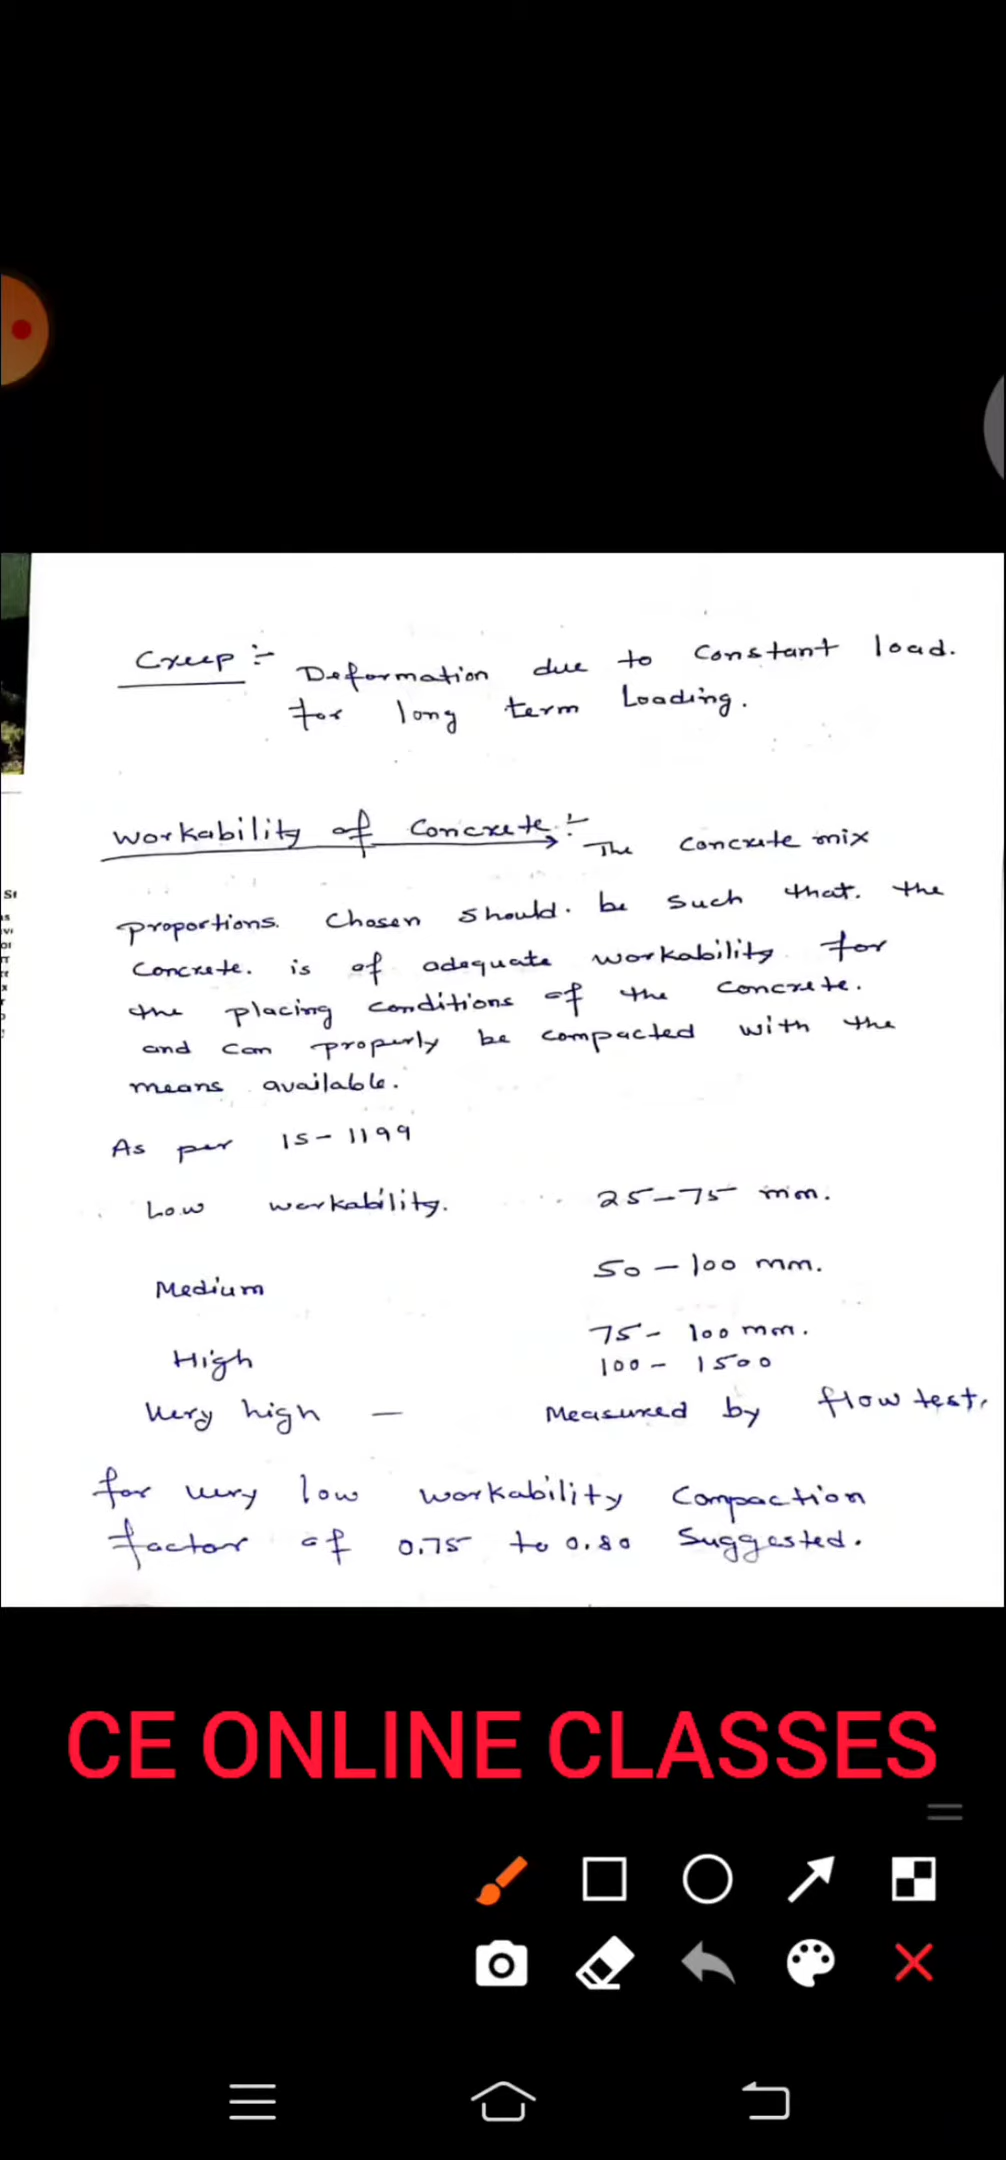 Creep :-
Deformation due to constant load.
for long term Loading.
Workability of Concrete :-
The concrete mix
proportions. Chosen should. be such that. the
Concrete. is of adequate workability for
the placing conditions of the concrete.
and can properly be compacted with the
means available.
As per IS-1199
Low workability. 25-75 mm.
Medium 50-100 mm.
High 75- 100 mm.
100- 1500
Very high — Measured by flow test.
for very low workability Compaction
factor of 0.75 to 0.80 Suggested.
CE ONLINE CLASSES